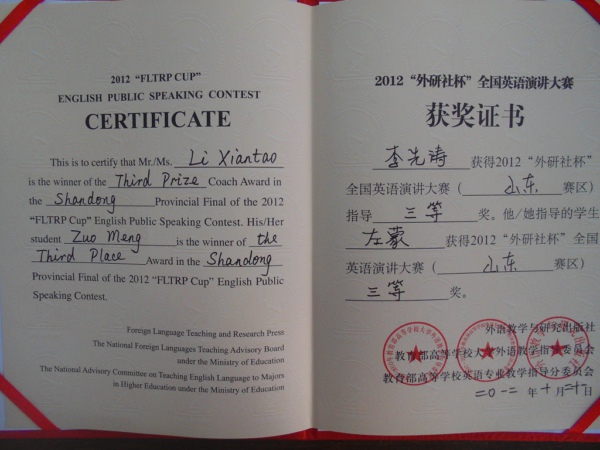 2012 “FLTRP CUP”
ENGLISH PUBLIC SPEAKING CONTEST
CERTIFICATE
This is to certify that Mr./Ms. Li Xiantao
is the winner of the Third Prize Coach Award in
the Shandong Provincial Final of the 2012
“FLTRP Cup” English Public Speaking Contest. His/Her
student Zuo Meng is the winner of the
Third Place Award in the Shandong
Provincial Final of the 2012 “FLTRP Cup” English Public
Speaking Contest.
Foreign Language Teaching and Research Press
The National Foreign Languages Teaching Advisory Board
under the Ministry of Education
The National Advisory Committee on Teaching English Language to Majors
in Higher Education under the Ministry of Education
2012 “外研社杯” 全国英语演讲大赛
获奖证书
李先涛 获得2012 “外研社杯”
全国英语演讲大赛（ 山东 赛区）
指导 三等 奖。他/她指导的学生
左蒙 获得2012 “外研社杯” 全国
英语演讲大赛（ 山东 赛区）
三等 奖。
外语教学与研究出版社
教育部高等学校大学外语教学指导委员会
教育部高等学校英语专业教学指导分委员会
二〇一二年十月二十日